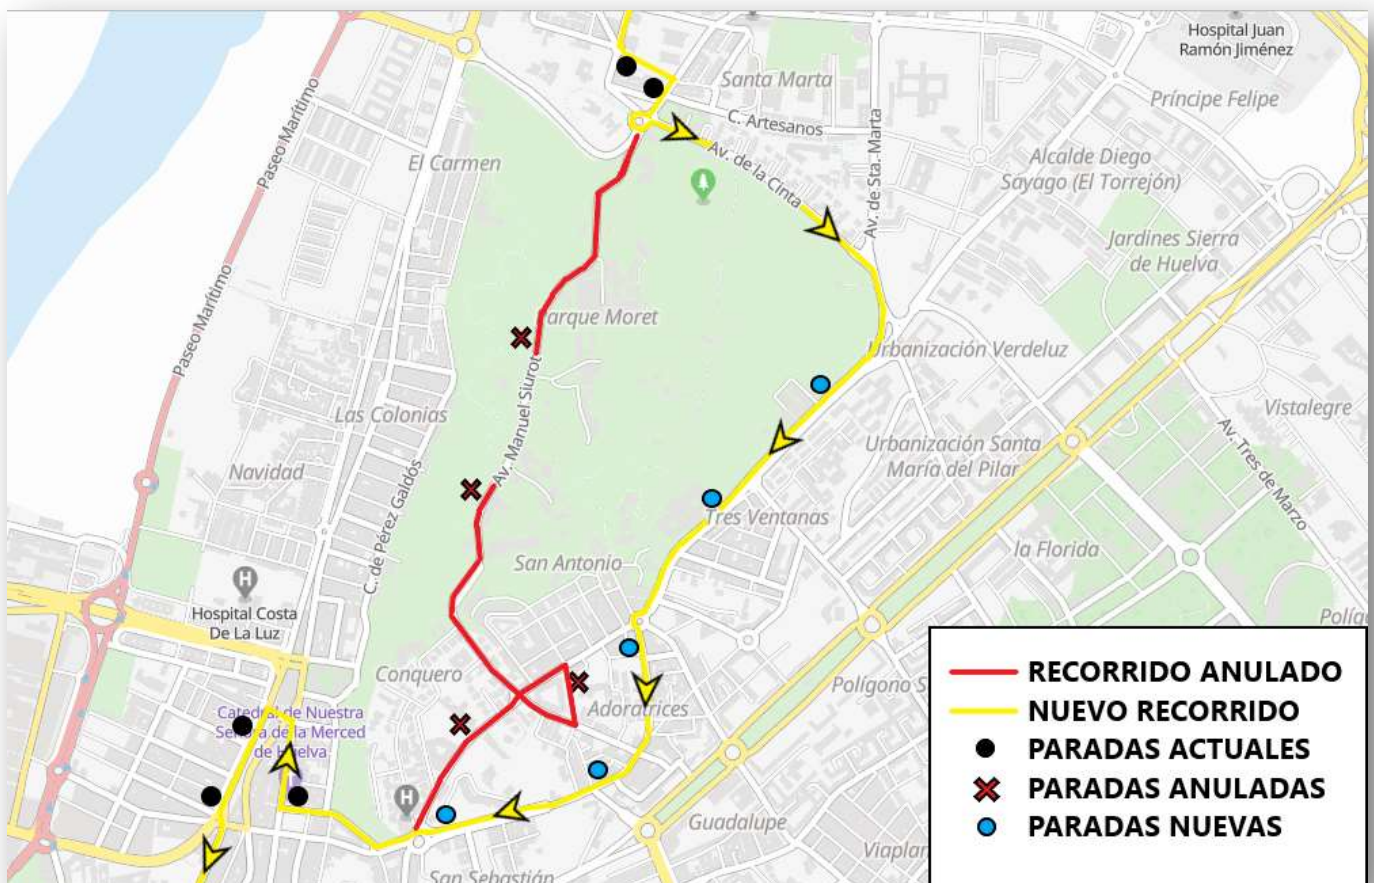 Hospital Juan
Ramón Jiménez
Santa Marta
Príncipe Felipe
C. Artesanos
Paseo Marítimo
El Carmen
Av. de la Cinta
Av. de Sta. Marta
Alcalde Diego
Sayago (El Torrejón)
Jardines Sierra
de Huelva
Paseo Marítimo
arque Moret
Urbanización Verdeluz
Av. Manuel Siurot
Las Colonias
Vistalegre
Urbanización Santa
María del Pilar
Av. Tres de Marzo
Navidad
C. de Pérez Galdós
Tres Ventanas
San Antonio
la Florida
H
Hospital Costa
De La Luz
Políg
Conquero
Polígono S
Adoratrices
Catedral de Nuestra
Señora de la Merced
de Huelva
H
Guadalupe
Viaplan
San Sebastián
RECORRIDO ANULADO
NUEVO RECORRIDO
PARADAS ACTUALES
PARADAS ANULADAS
PARADAS NUEVAS